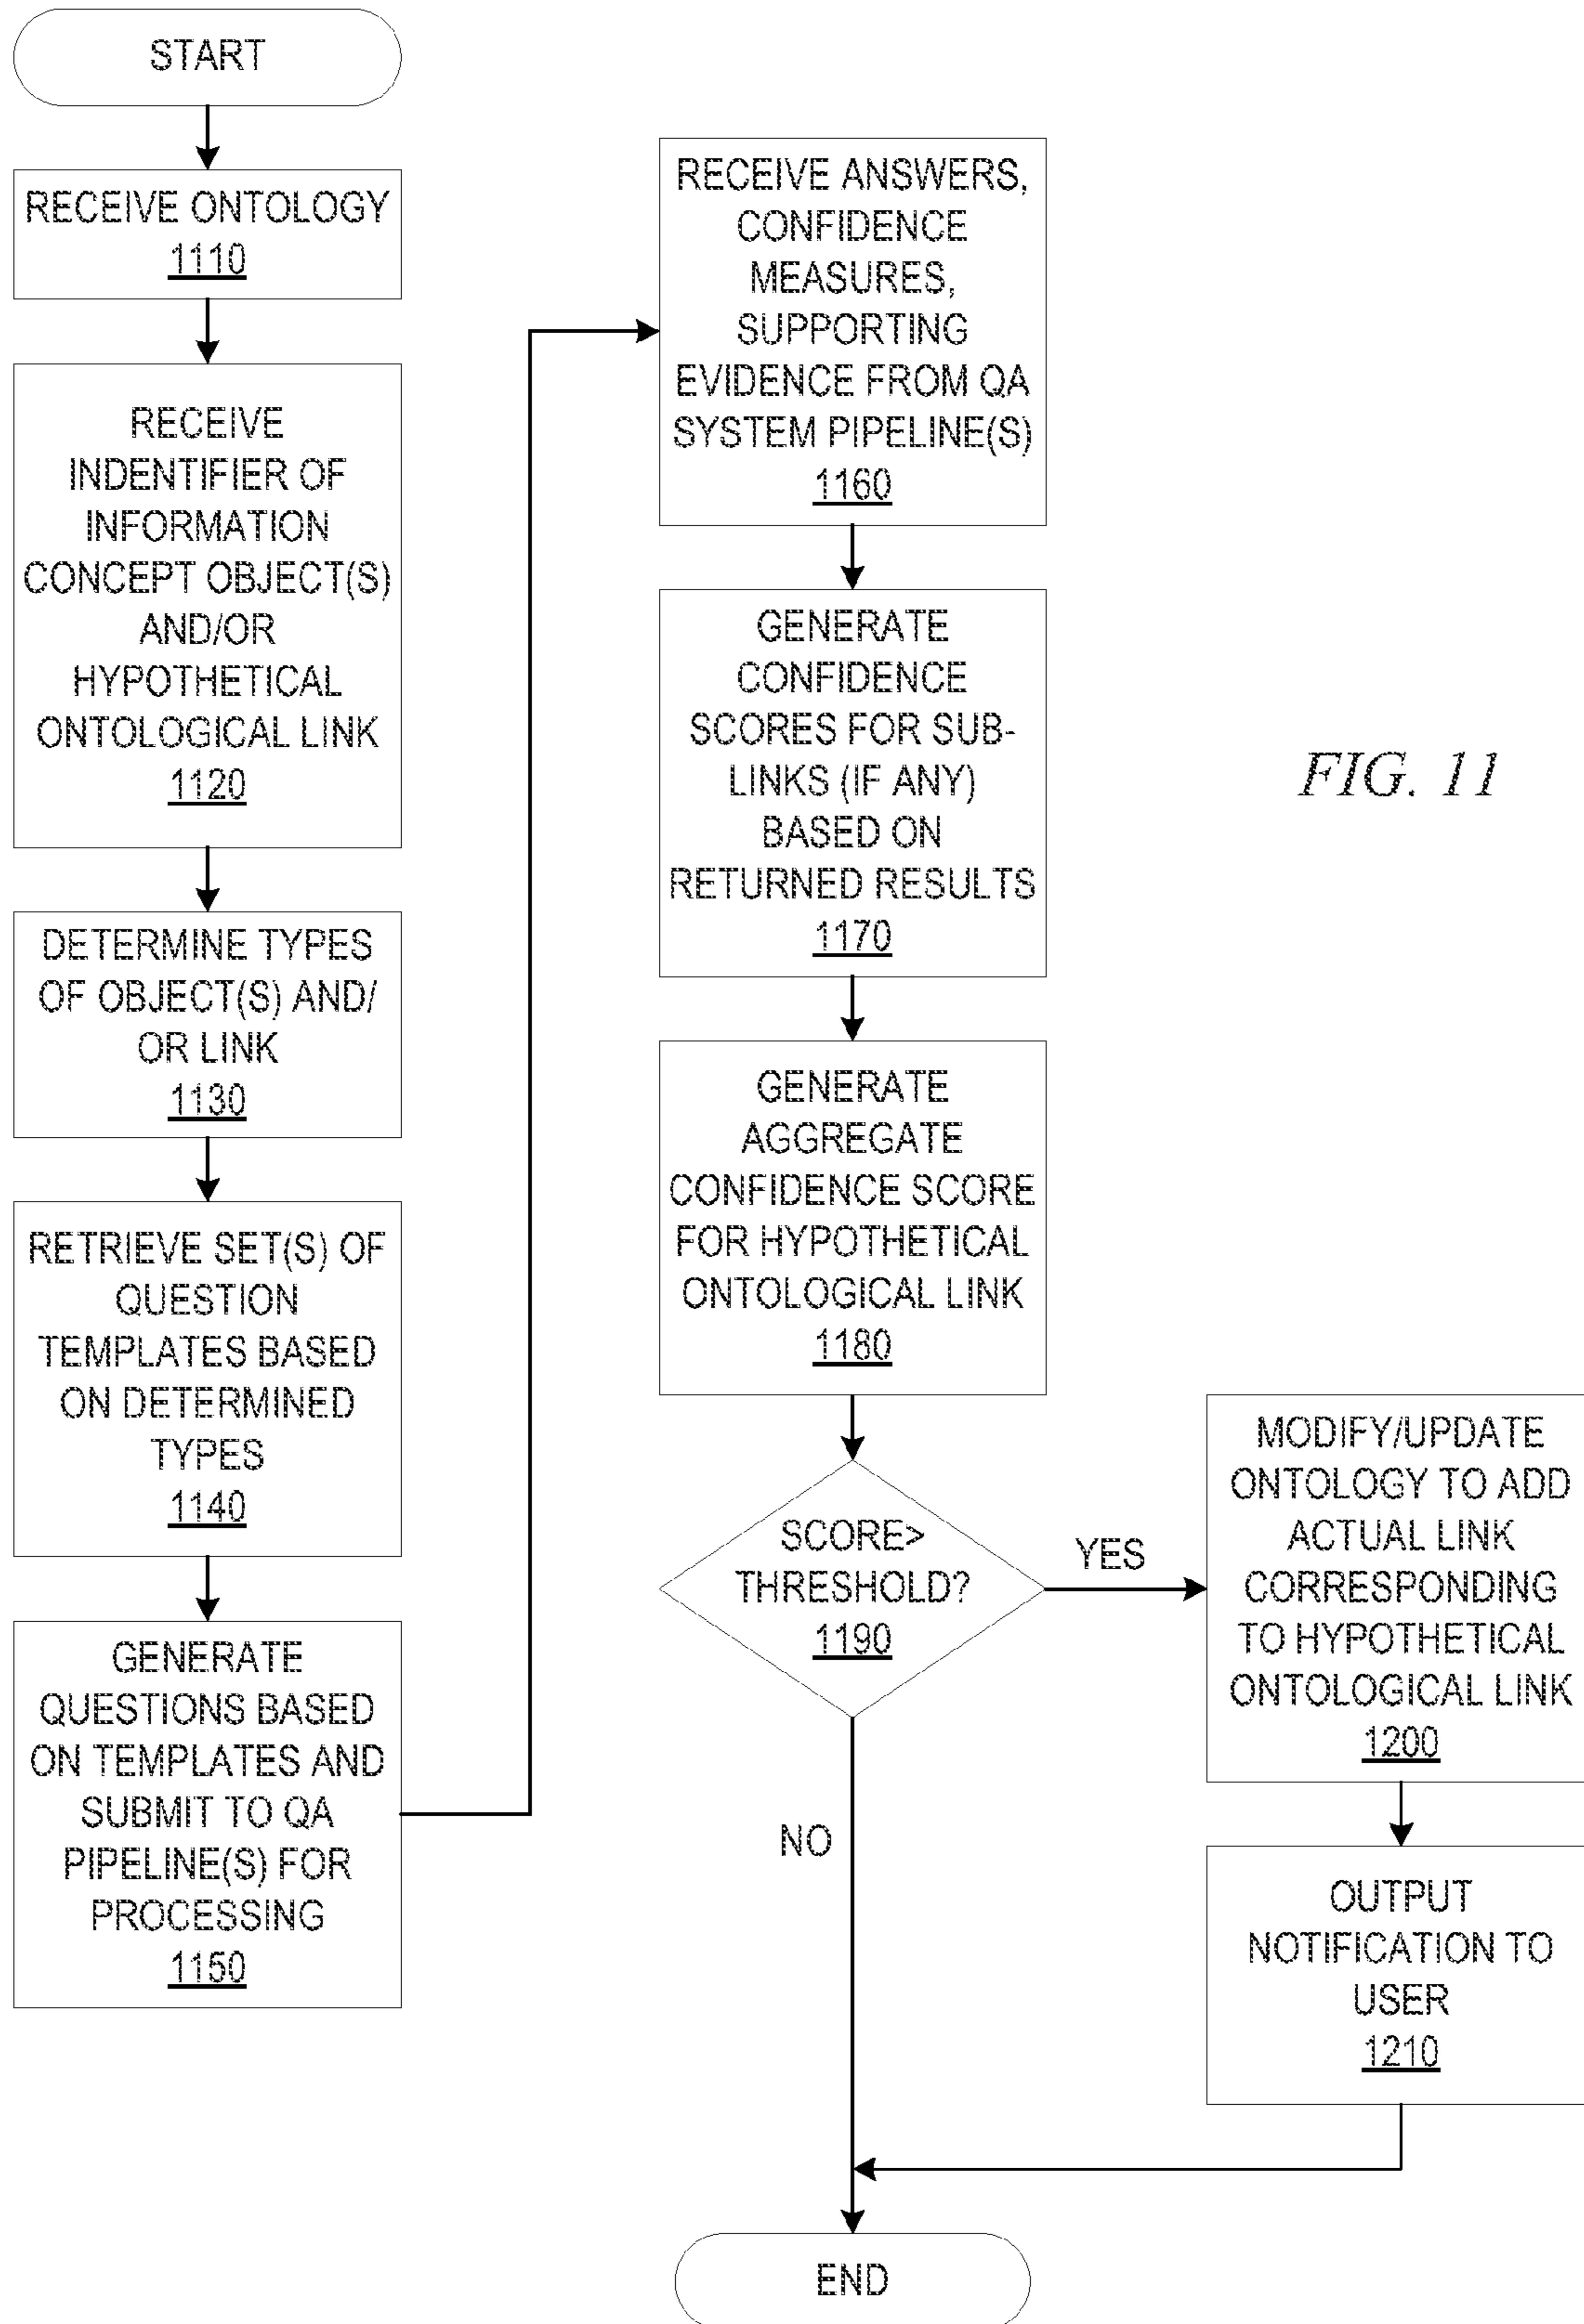 START
RECEIVE ONTOLOGY
1110
RECEIVE
INDENTIFIER OF
INFORMATION
CONCEPT OBJECT(S)
AND/OR
HYPOTHETICAL
ONTOLOGICAL LINK
1120
DETERMINE TYPES
OF OBJECT(S) AND/
OR LINK
1130
RETRIEVE SET(S) OF
QUESTION
TEMPLATES BASED
ON DETERMINED
TYPES
1140
GENERATE
QUESTIONS BASED
ON TEMPLATES AND
SUBMIT TO QA
PIPELINE(S) FOR
PROCESSING
1150
RECEIVE ANSWERS,
CONFIDENCE
MEASURES,
SUPPORTING
EVIDENCE FROM QA
SYSTEM PIPELINE(S)
1160
GENERATE
CONFIDENCE
SCORES FOR SUB-
LINKS (IF ANY)
BASED ON
RETURNED RESULTS
1170
GENERATE
AGGREGATE
CONFIDENCE SCORE
FOR HYPOTHETICAL
ONTOLOGICAL LINK
1180
SCORE>
THRESHOLD?
1190
YES
NO
MODIFY/UPDATE
ONTOLOGY TO ADD
ACTUAL LINK
CORRESPONDING
TO HYPOTHETICAL
ONTOLOGICAL LINK
1200
OUTPUT
NOTIFICATION TO
USER
1210
END
FIG. 11